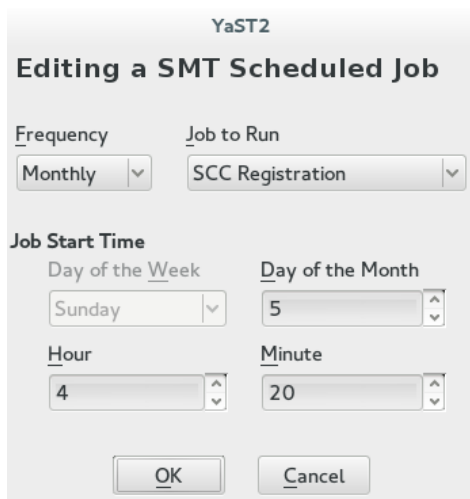 YaST2
Editing a SMT Scheduled Job
Frequency
Job to Run
Monthly
SCC Registration
Job Start Time
Day of the Week
Day of the Month
Sunday
5
Hour
Minute
4
20
OK
Cancel